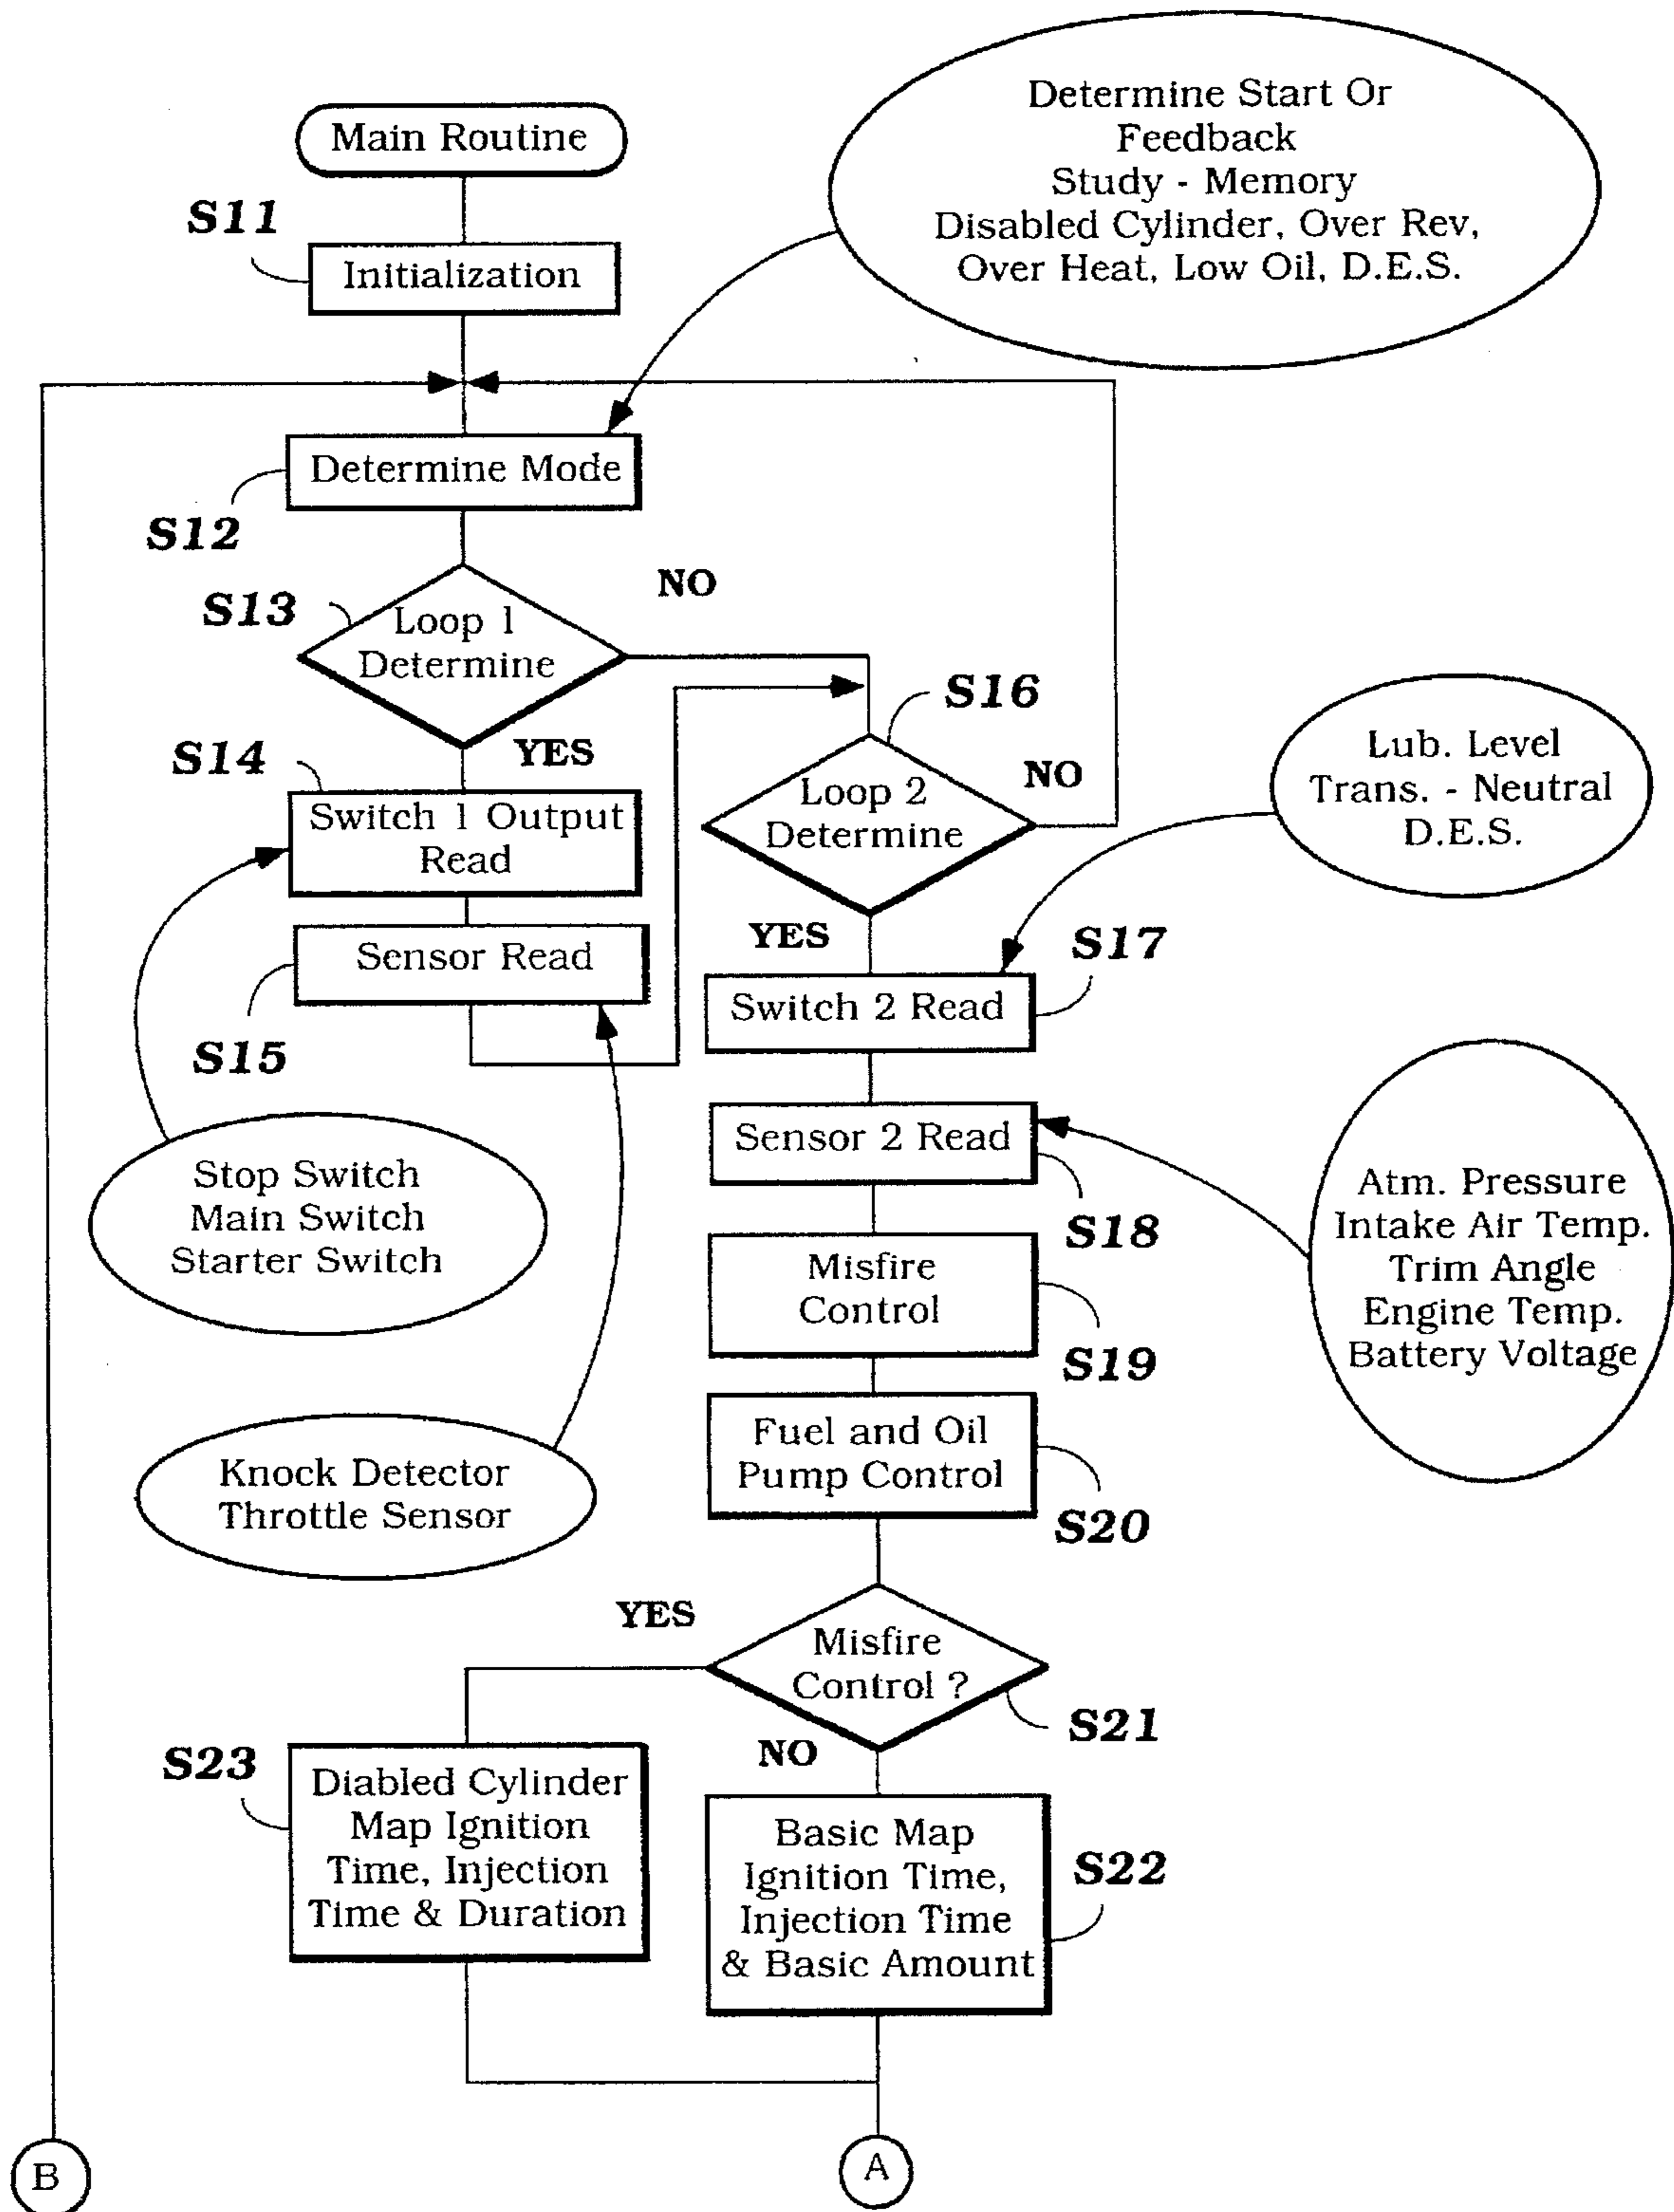 Main Routine
S11
Initialization
Determine Start Or
Feedback
Study - Memory
Disabled Cylinder, Over Rev,
Over Heat, Low Oil, D.E.S.
Determine Mode
S12
S13
Loop 1
Determine
NO
YES
S14
Switch 1 Output
Read
Sensor Read
S15
Stop Switch
Main Switch
Starter Switch
Knock Detector
Throttle Sensor
S16
Loop 2
Determine
NO
YES
Lub. Level
Trans. - Neutral
D.E.S.
S17
Switch 2 Read
Sensor 2 Read
S18
Atm. Pressure
Intake Air Temp.
Trim Angle
Engine Temp.
Battery Voltage
Misfire
Control
S19
Fuel and Oil
Pump Control
S20
YES
Misfire
Control ?
S21
NO
S23
Diabled Cylinder
Map Ignition
Time, Injection
Time & Duration
Basic Map
Ignition Time,
Injection Time
& Basic Amount
S22
B
A